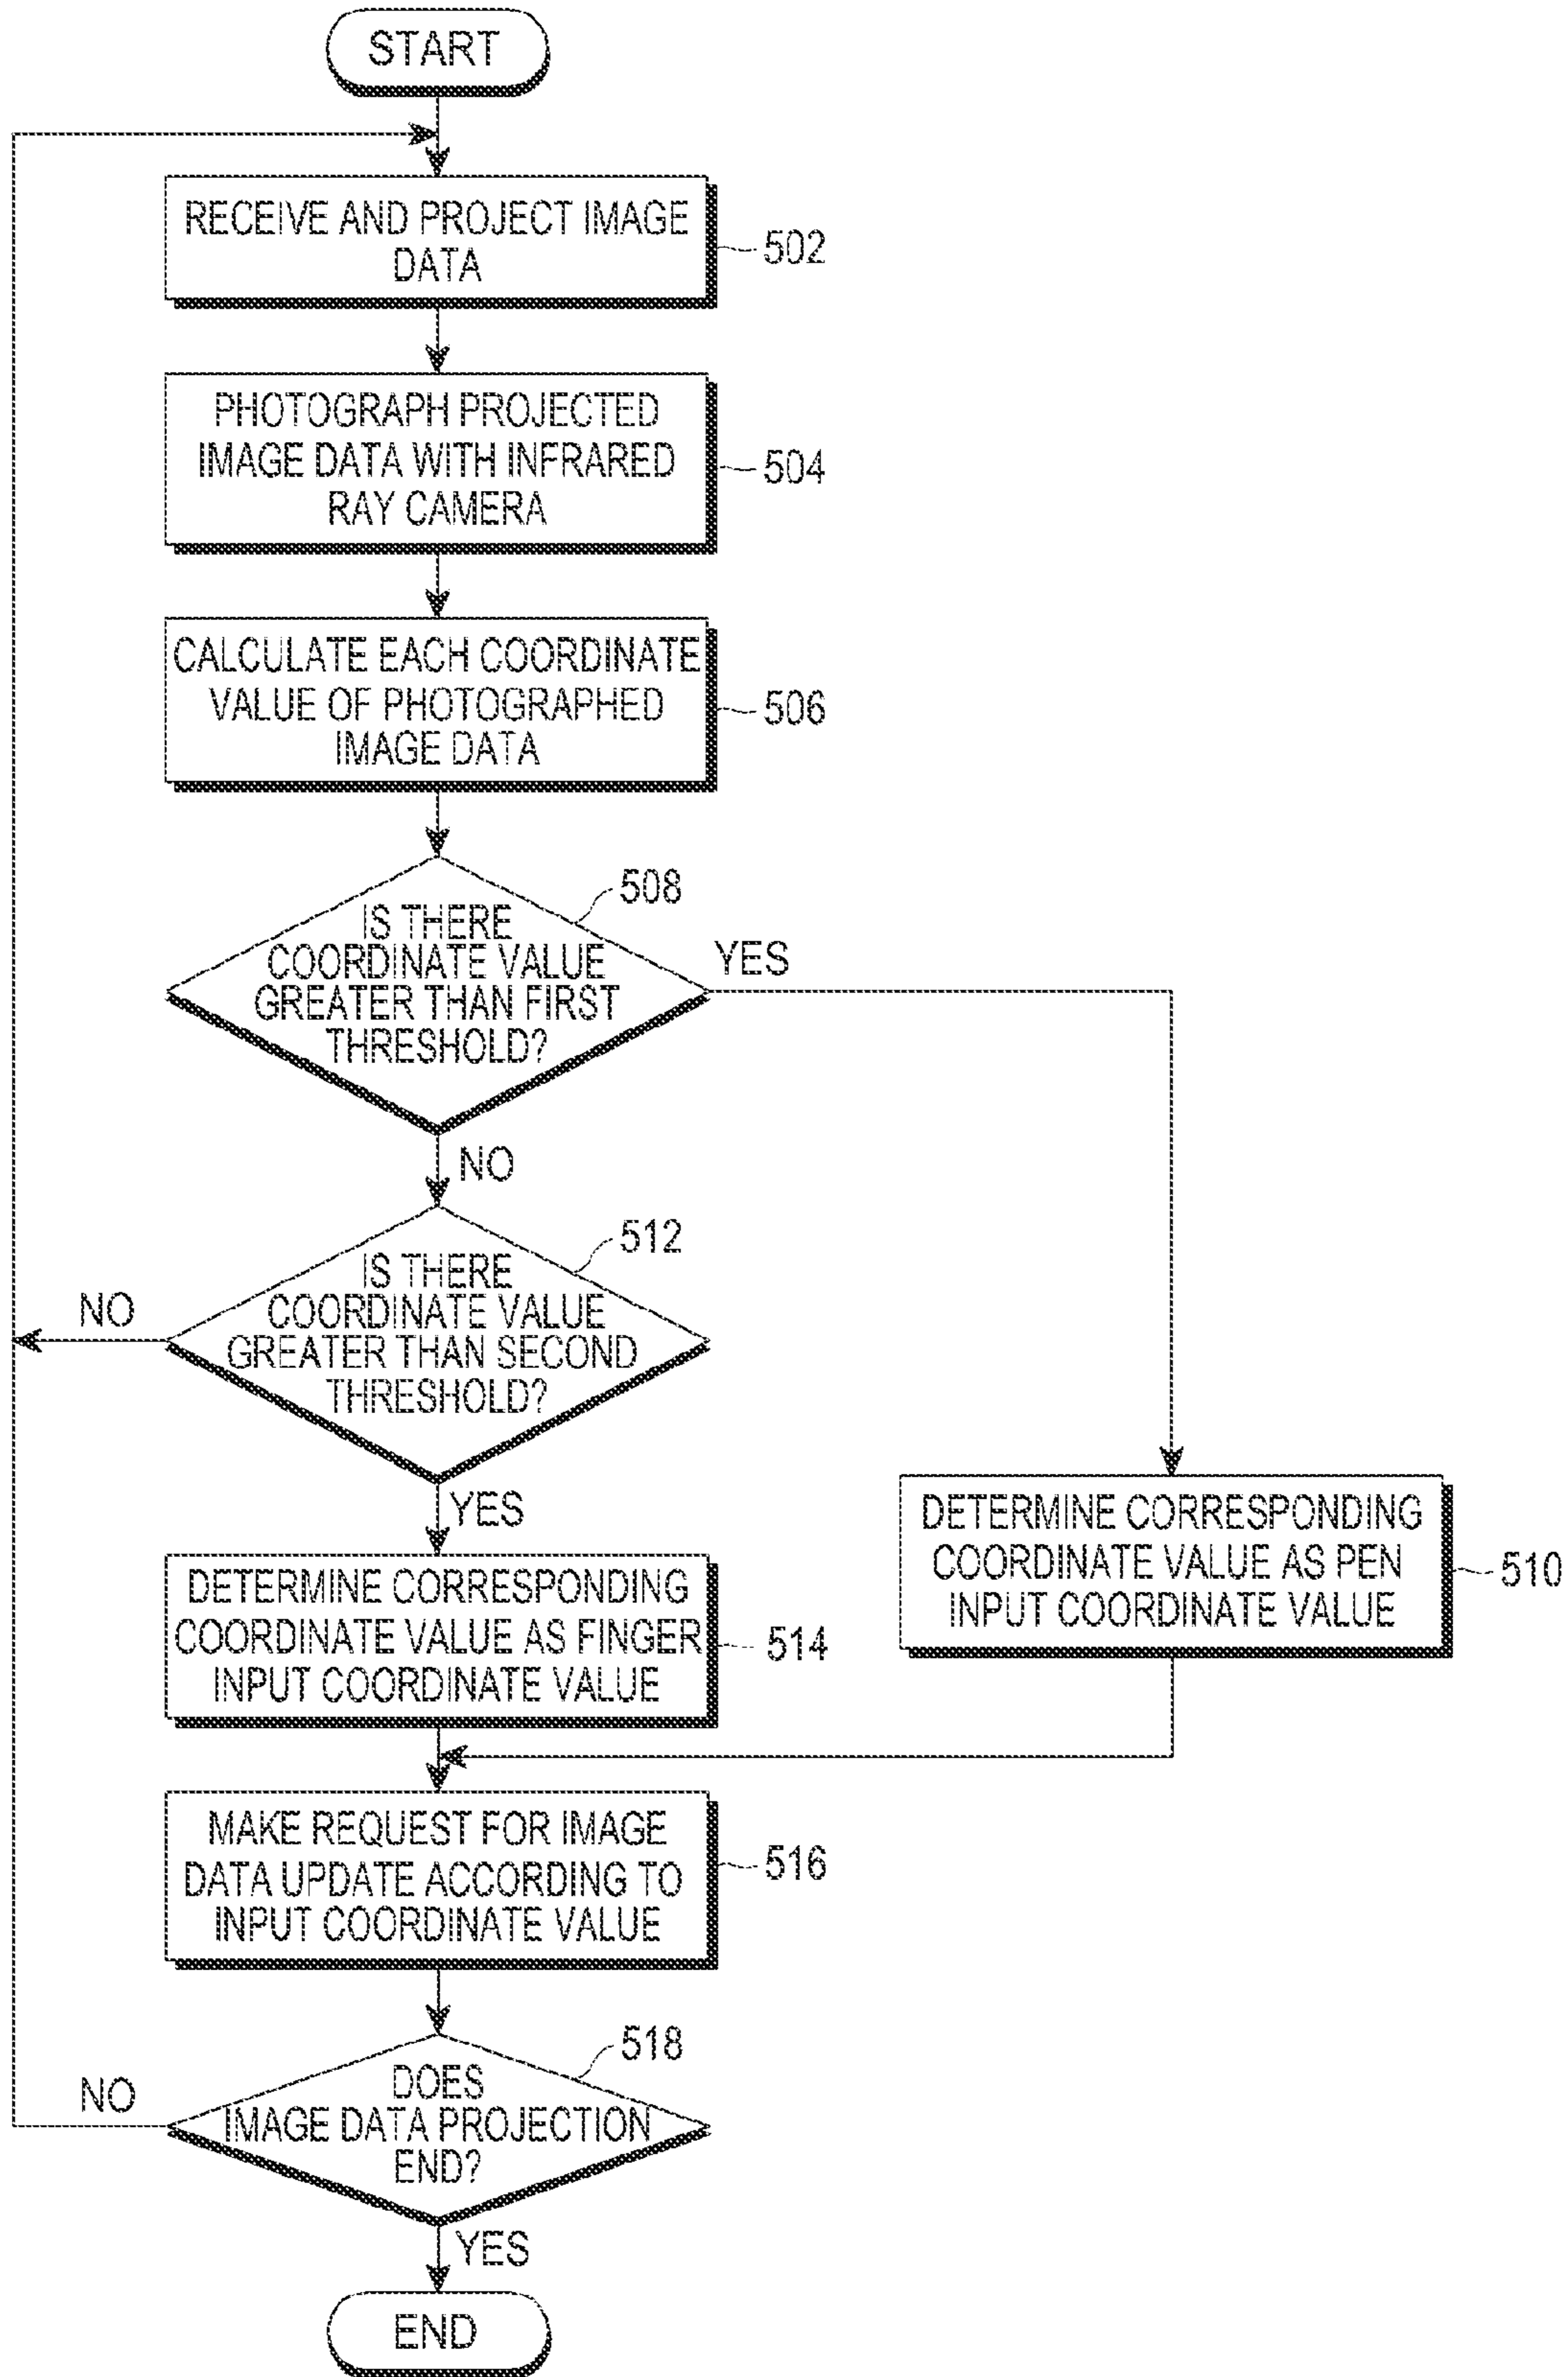 START
RECEIVE AND PROJECT IMAGE
DATA
502
PHOTOGRAPH PROJECTED
IMAGE DATA WITH INFRARED
RAY CAMERA
504
CALCULATE EACH COORDINATE
VALUE OF PHOTOGRAPHED
IMAGE DATA
506
508
IS THERE
COORDINATE VALUE
GREATER THAN FIRST
THRESHOLD?
YES
NO
512
IS THERE
COORDINATE VALUE
GREATER THAN SECOND
THRESHOLD?
NO
YES
DETERMINE CORRESPONDING
COORDINATE VALUE AS PEN
INPUT COORDINATE VALUE
510
DETERMINE CORRESPONDING
COORDINATE VALUE AS FINGER
INPUT COORDINATE VALUE
514
MAKE REQUEST FOR IMAGE
DATA UPDATE ACCORDING TO
INPUT COORDINATE VALUE
516
518
DOES
IMAGE DATA PROJECTION
END?
NO
YES
END